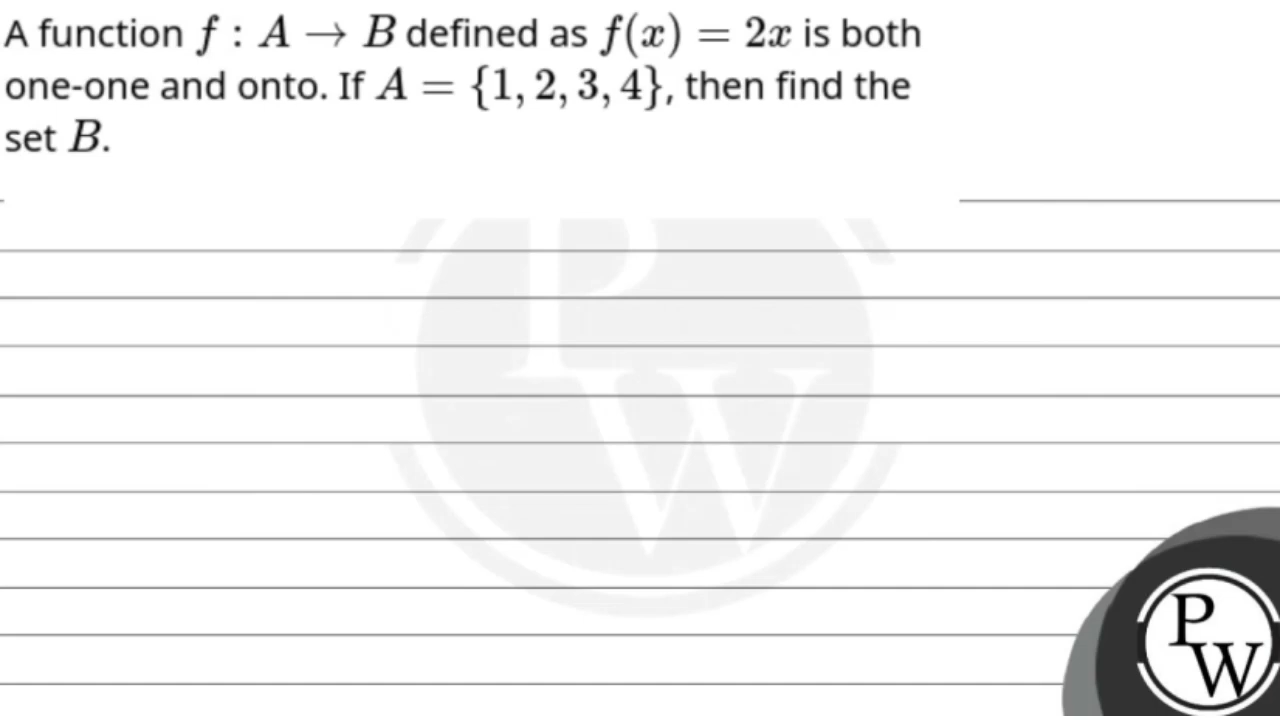 A function f : A → B defined as f(x) = 2x is both
one-one and onto. If A = {1, 2, 3, 4}, then find the
set B.
P
W
P
W